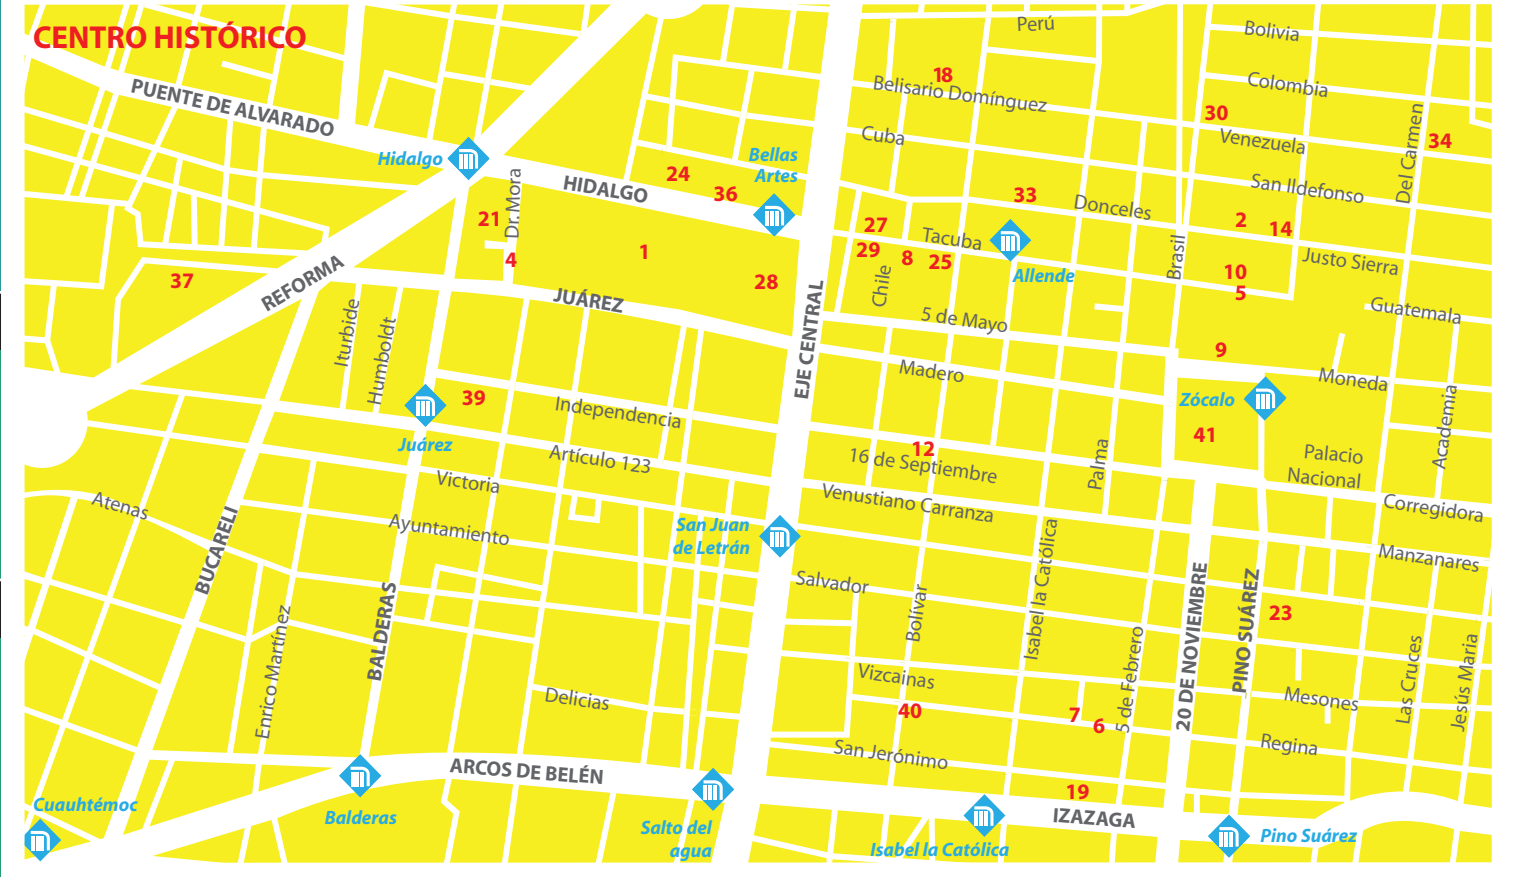 CENTRO HISTÓRICO
Perú
Bolivia
18
Belisario Domínguez
Colombia
PUENTE DE ALVARADO
30
Cuba
Venezuela
Del Carmen
34
Hidalgo
Bellas
Artes
24
HIDALGO
36
San Ildefonso
Dr. Mora
21
33
Donceles
2
14
27
Tacuba
29
8
25
Allende
Chile
Brasil
Justo Sierra
10
5
4
1
28
37
REFORMA
JUÁREZ
Guatemala
5 de Mayo
Iturbide
Humboldt
EJE CENTRAL
9
Madero
Moneda
39
Independencia
Zócalo
41
Academia
Juárez
12
16 de Septiembre
Palma
Palacio
Nacional
Artículo 123
Victoria
Venustiano Carranza
Corregidora
Atenas
BUCARELI
Ayuntamiento
San Juan
de Letrán
Isabel la Católica
Manzanares
Salvador
BALDERAS
Bolívar
20 DE NOVIEMBRE
PINO SUÁREZ
23
Enrico Martínez
5 de Febrero
Las Cruces
Jesús Maria
Vizcainas
Delicias
40
7
6
Mesones
San Jerónimo
Regina
ARCOS DE BELÉN
19
IZAZAGA
Cuauhtémoc
Balderas
Salto del
agua
Isabel la Católica
Pino Suárez